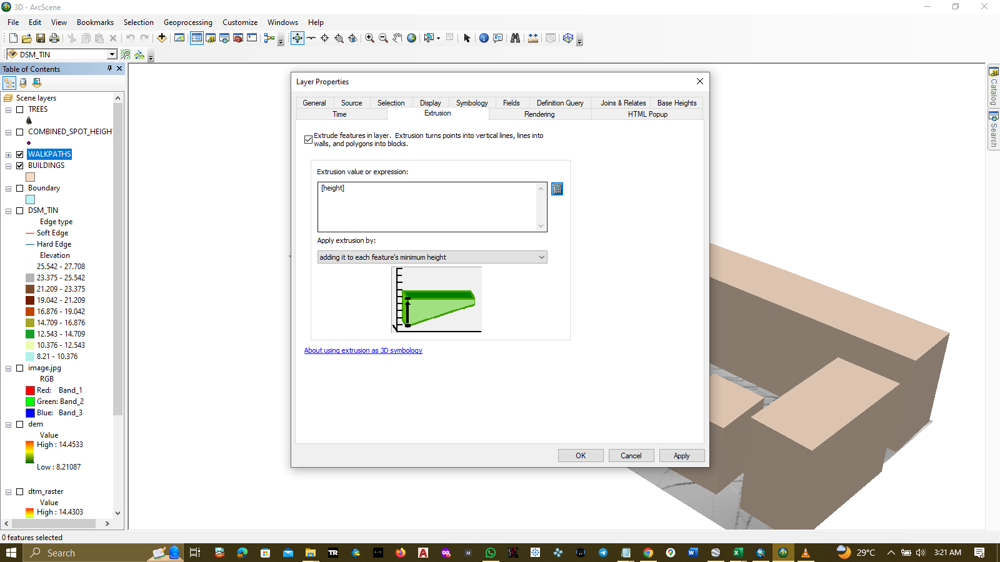 3D - ArcScene
File Edit View Bookmarks Selection Geoprocessing Customize Windows Help
DSM_TIN
Table of Contents
Scene layers
TREES
COMBINED_SPOT_HEIGH
WALKPATHS
BUILDINGS
Boundary
DSM_TIN
Edge type
Soft Edge
Hard Edge
Elevation
25.542 - 27.708
23.375 - 25.542
21.209 - 23.375
19.042 - 21.209
16.876 - 19.042
14.709 - 16.876
12.543 - 14.709
10.376 - 12.543
8.21 - 10.376
image.jpg
RGB
Red: Band_1
Green: Band_2
Blue: Band_3
dem
Value
High : 14.4533
Low : 8.21087
dtm_raster
Value
High : 14.4303
Layer Properties
General Source Selection Display Symbology Fields Definition Query Joins & Relates Base Heights
Time Extrusion Rendering HTML Popup
Extrude features in layer. Extrusion turns points into vertical lines, lines into
walls, and polygons into blocks.
Extrusion value or expression:
[height]
Apply extrusion by:
adding it to each feature's minimum height
About using extrusion as 3D symbology
OK Cancel Apply
Catalog
Search
0 features selected
Search
29°C
3:21 AM